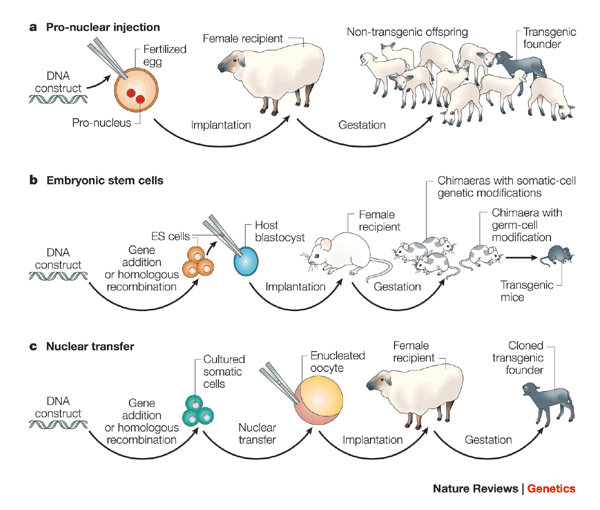 a Pro-nuclear injection
DNA
construct
Fertilized
egg
Pro-nucleus
Female recipient
Implantation
Gestation
Non-transgenic offspring
Transgenic
founder
b Embryonic stem cells
DNA
construct
Gene
addition
or homologous
recombination
ES cells
Host
blastocyst
Implantation
Female
recipient
Gestation
Chimaeras with somatic-cell
genetic modifications
Chimaera with
germ-cell
modification
Transgenic
mice
c Nuclear transfer
DNA
construct
Gene
addition
or homologous
recombination
Cultured
somatic
cells
Nuclear
transfer
Enucleated
oocyte
Implantation
Female
recipient
Gestation
Cloned
transgenic
founder
Nature Reviews | Genetics